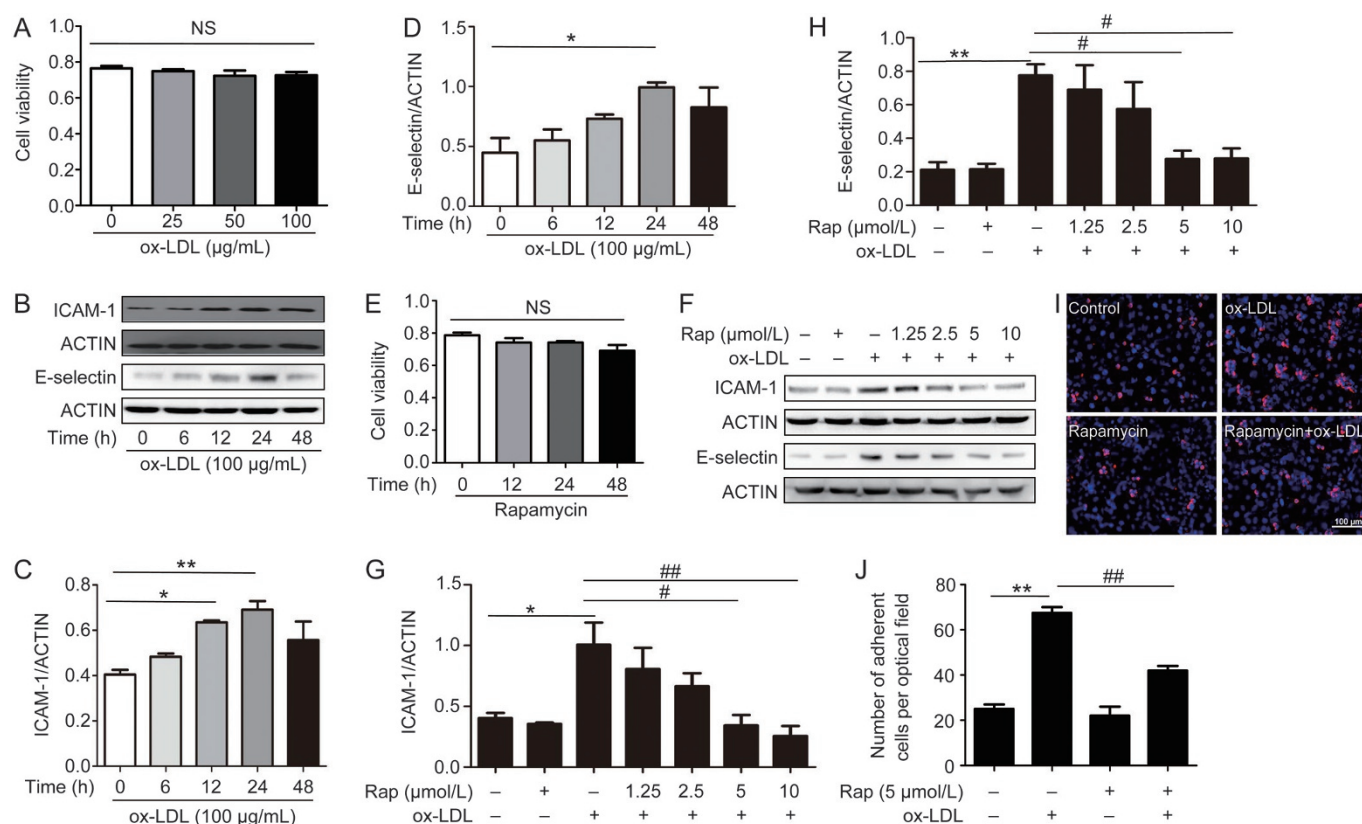 A
NS
Cell viability
1.0
0.8
0.6
0.4
0.2
0.0
0 25 50 100
ox-LDL (µg/mL)
B
ICAM-1
ACTIN
E-selectin
ACTIN
Time (h) 0 6 12 24 48
ox-LDL (100 µg/mL)
C
**
*
ICAM-1/ACTIN
0.8
0.6
0.4
0.2
0.0
Time (h) 0 6 12 24 48
ox-LDL (100 µg/mL)
D
*
E-selectin/ACTIN
1.5
1.0
0.5
0.0
Time (h) 0 6 12 24 48
ox-LDL (100 µg/mL)
E
NS
Cell viability
1.0
0.8
0.6
0.4
0.2
0.0
Time (h) 0 12 24 48
Rapamycin
F
Rap (µmol/L) – + – 1.25 2.5 5 10
ox-LDL – – + + + + +
ICAM-1
ACTIN
E-selectin
ACTIN
G
##
#
*
ICAM-1/ACTIN
1.5
1.0
0.5
0.0
Rap (µmol/L) – + – 1.25 2.5 5 10
ox-LDL – – + + + + +
H
#
#
**
E-selectin/ACTIN
1.0
0.8
0.6
0.4
0.2
0.0
Rap (µmol/L) – + – 1.25 2.5 5 10
ox-LDL – – + + + + +
I
Control ox-LDL
Rapamycin Rapamycin+ox-LDL
100 µm
J
** ##
Number of adherent
cells per optical field
80
60
40
20
0
Rap (5 µmol/L) – – + +
ox-LDL – + – +